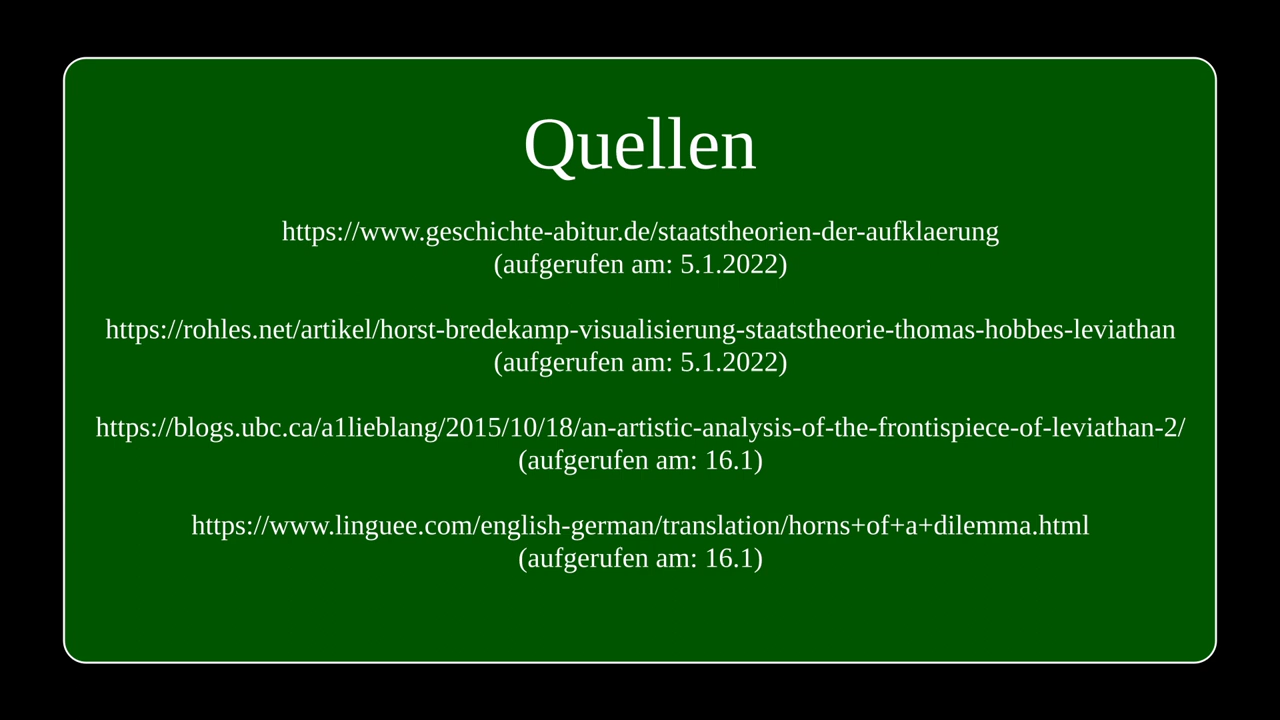 Quellen
https://www.geschichte-abitur.de/staatstheorien-der-aufklaerung
(aufgerufen am: 5.1.2022)
https://rohles.net/artikel/horst-bredekamp-visualisierung-staatstheorie-thomas-hobbes-leviathan
(aufgerufen am: 5.1.2022)
https://blogs.ubc.ca/a1lieblang/2015/10/18/an-artistic-analysis-of-the-frontispiece-of-leviathan-2/
(aufgerufen am: 16.1)
https://www.linguee.com/english-german/translation/horns+of+a+dilemma.html
(aufgerufen am: 16.1)